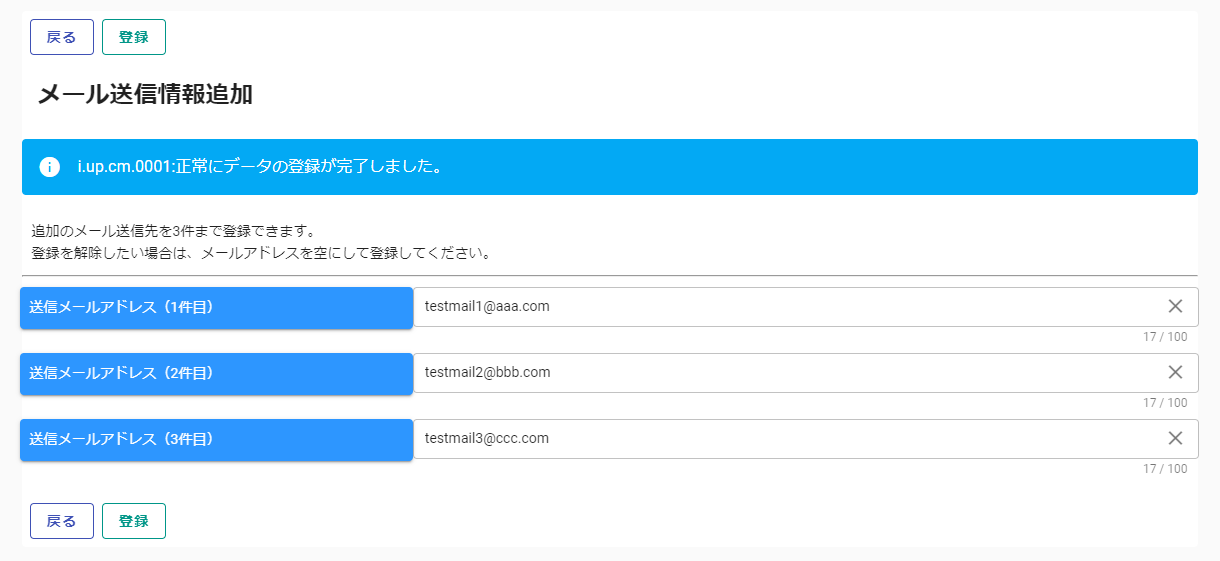 戻る 登録
メール送信情報追加
i.up.cm.0001:正常にデータの登録が完了しました。
追加のメール送信先を3件まで登録できます。
登録を解除したい場合は、メールアドレスを空にして登録してください。
送信メールアドレス（1件目） testmail1@aaa.com
17 / 100
送信メールアドレス（2件目） testmail2@bbb.com
17 / 100
送信メールアドレス（3件目） testmail3@ccc.com
17 / 100
戻る 登録